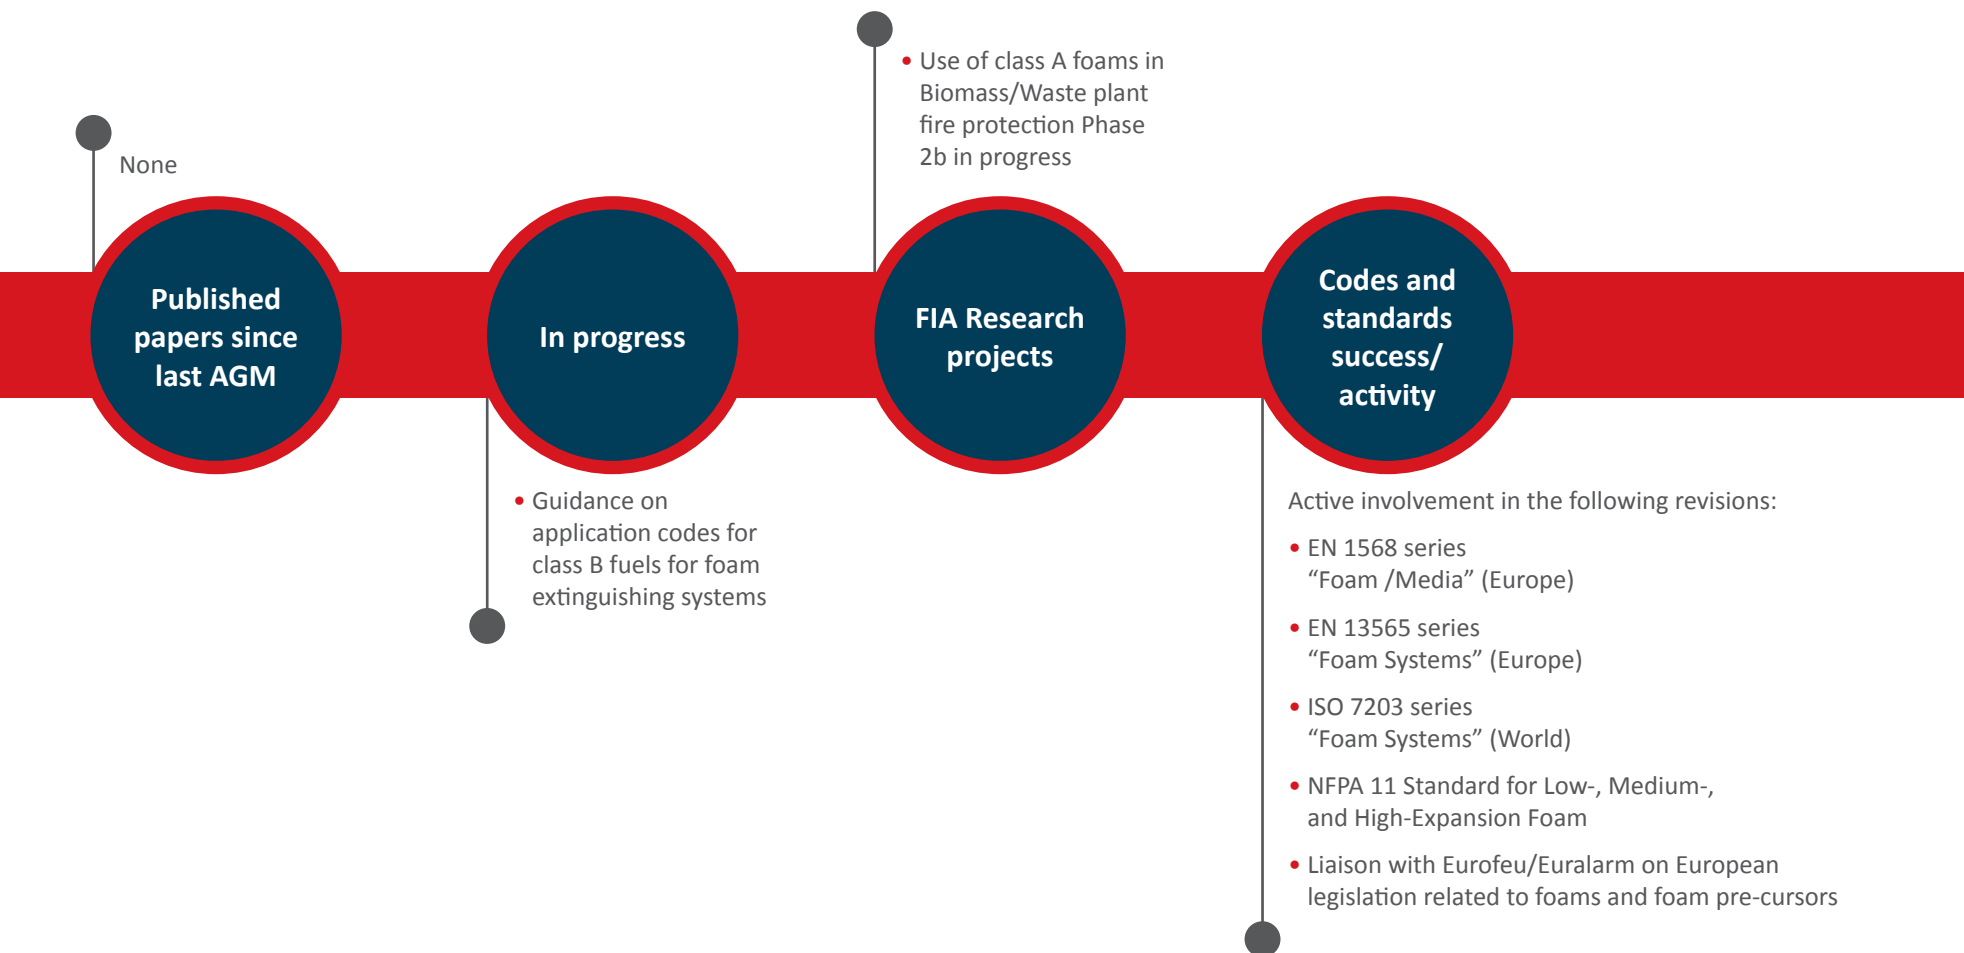 None
Published
papers since
last AGM
In progress
• Guidance on
application codes for
class B fuels for foam
extinguishing systems
• Use of class A foams in
Biomass/Waste plant
fire protection Phase
2b in progress
FIA Research
projects
Codes and
standards
success/
activity
Active involvement in the following revisions:
• EN 1568 series
“Foam /Media” (Europe)
• EN 13565 series
“Foam Systems” (Europe)
• ISO 7203 series
“Foam Systems” (World)
• NFPA 11 Standard for Low-, Medium-,
and High-Expansion Foam
• Liaison with Eurofeu/Euralarm on European
legislation related to foams and foam pre-cursors